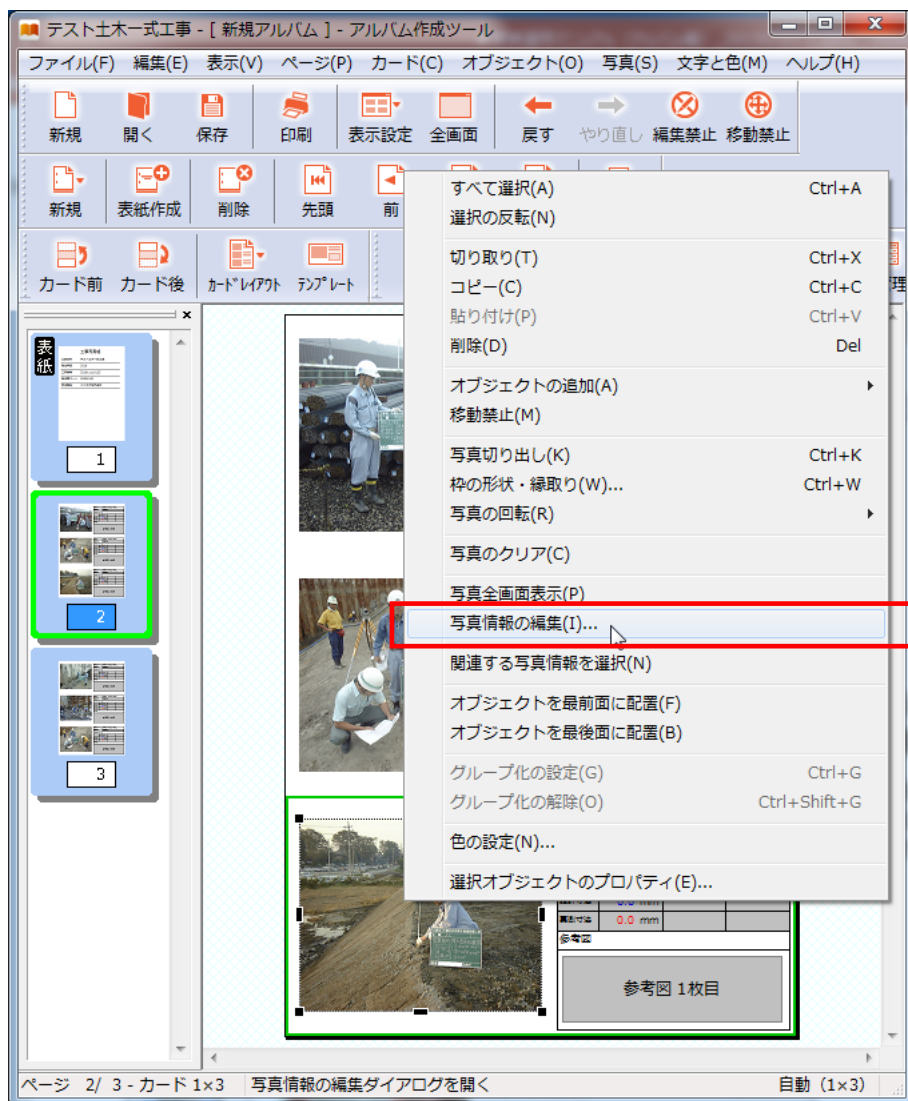 テスト土木一式工事 - [ 新規アルバム ] - アルバム作成ツール
ファイル(F) 編集(E) 表示(V) ページ(P) カード(C) オブジェクト(O) 写真(S) 文字と色(M) ヘルプ(H)
新規 開く 保存 印刷 表示設定 全画面 戻す やり直し 編集禁止 移動禁止
新規 表紙作成 削除 先頭 前
カード前 カード後 カードレイアウト テンプレート 理
すべて選択(A) Ctrl+A
選択の反転(N)
切り取り(T) Ctrl+X
コピー(C) Ctrl+C
貼り付け(P) Ctrl+V
削除(D) Del
オブジェクトの追加(A)
移動禁止(M)
写真切り出し(K) Ctrl+K
枠の形状・縁取り(W)... Ctrl+W
写真の回転(R)
写真のクリア(C)
写真全画面表示(P)
写真情報の編集(I)...
関連する写真情報を選択(N)
オブジェクトを最前面に配置(F)
オブジェクトを最後面に配置(B)
グループ化の設定(G) Ctrl+G
グループ化の解除(O) Ctrl+Shift+G
色の設定(N)...
選択オブジェクトのプロパティ(E)...
表紙
1
2
3
0.0 mm
0.0 mm
参考図
参考図 1枚目
ページ 2/ 3 - カード 1×3 写真情報の編集ダイアログを開く 自動 (1×3)